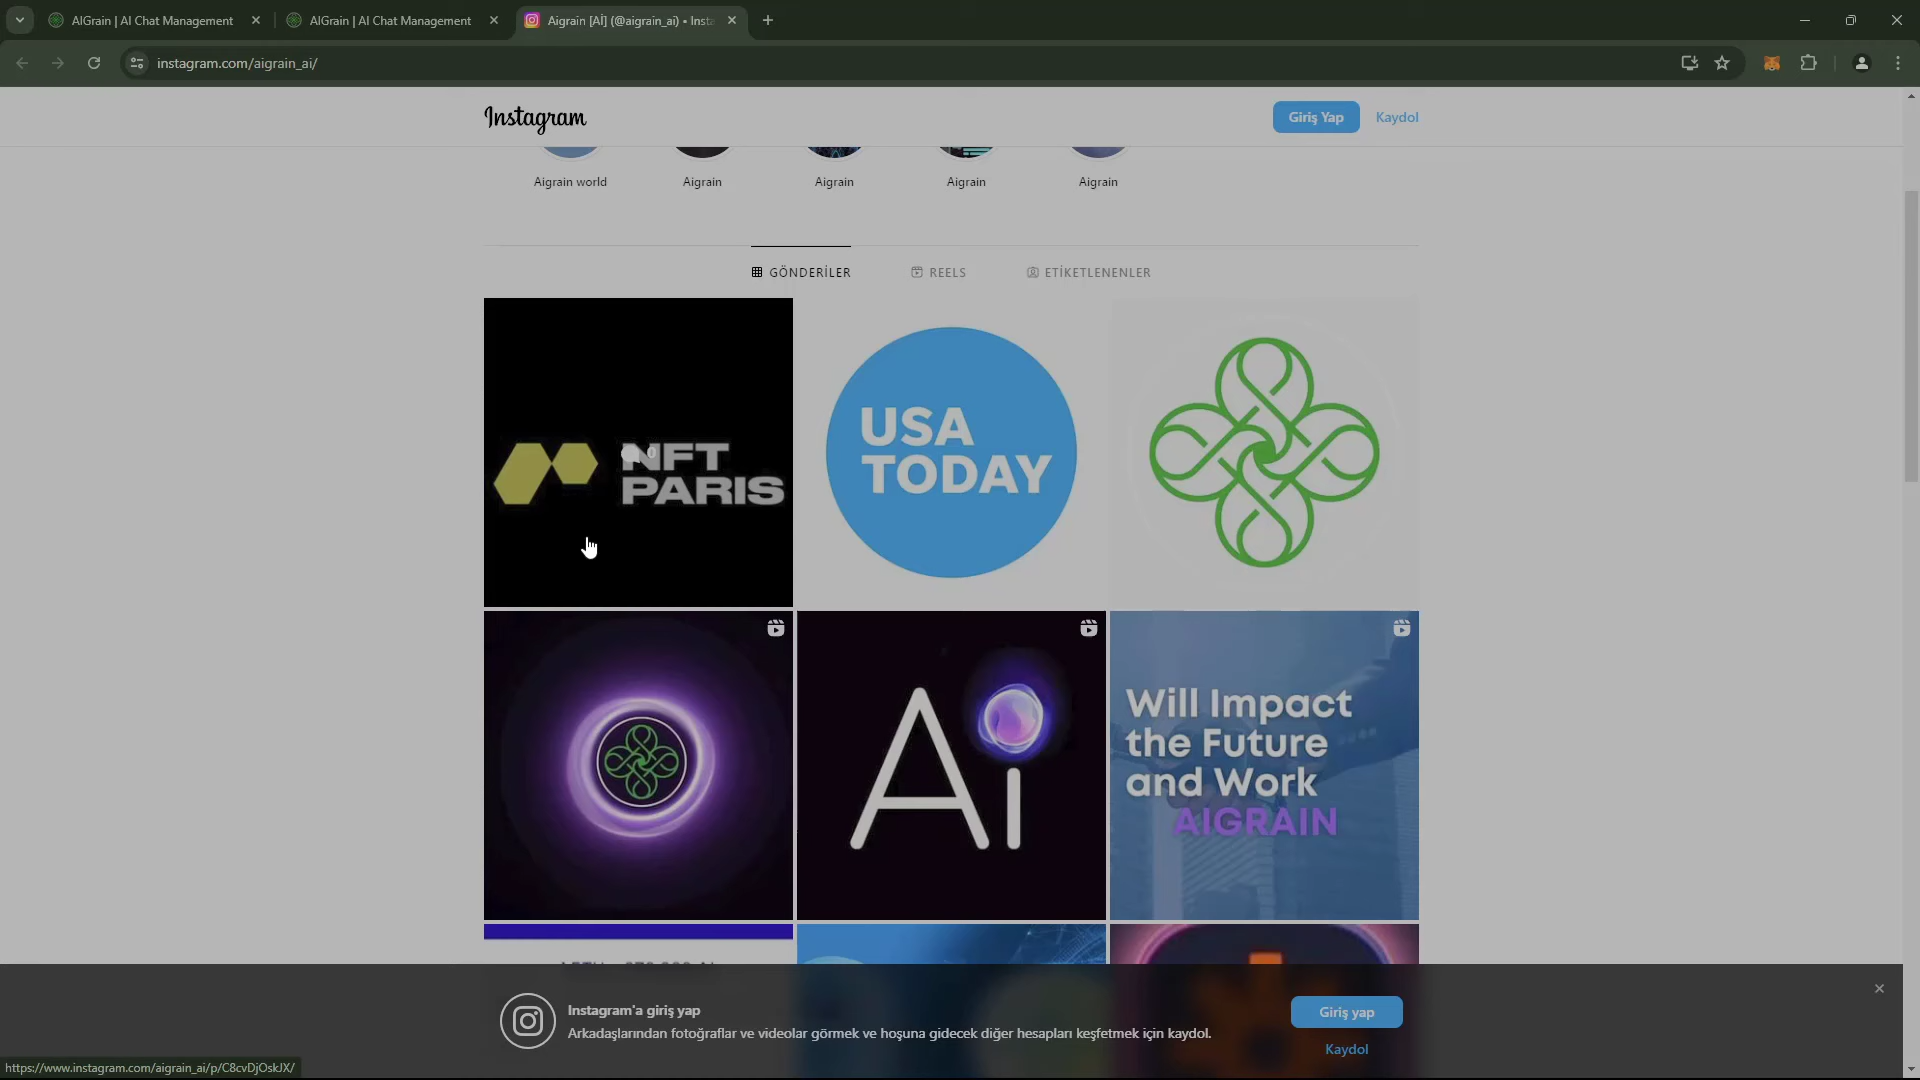 AIGrain | AI Chat Management
AIGrain | AI Chat Management
Aigrain [AI] (@aigrain_ai) • Insta
instagram.com/aigrain_ai/
Instagram
Giriş Yap
Kaydol
Aigrain world
Aigrain
Aigrain
Aigrain
Aigrain
GÖNDERİLER
REELS
ETİKETLENENLER
NFT
PARIS
0
USA
TODAY
Ai
Will Impact
the Future
and Work
AIGRAIN
Instagram'a giriş yap
Arkadaşlarından fotoğraflar ve videolar görmek ve hoşuna gidecek diğer hesapları keşfetmek için kaydol.
Giriş yap
Kaydol
https://www.instagram.com/aigrain_ai/p/C8cvDjOskJX/